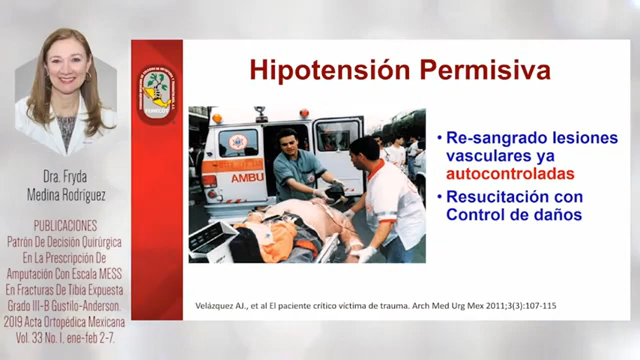 Dra. Fryda
Medina Rodríguez
PUBLICACIONES
Patrón De Decisión Quirúrgica
En La Prescripción De
Amputación Con Escala MESS
En Fracturas De Tibia Expuesta
Grado III-B Gustilo-Anderson.
2019 Acta Ortopédica Mexicana
Vol. 33 No. 1, ene-feb 2-7.
Hipotensión Permisiva
AMBU
• Re-sangrado lesiones
vasculares ya
autocontroladas
• Resucitación con
Control de daños
Velázquez AJ., et al El paciente crítico víctima de trauma. Arch Med Urg Mex 2011;3(3):107-115